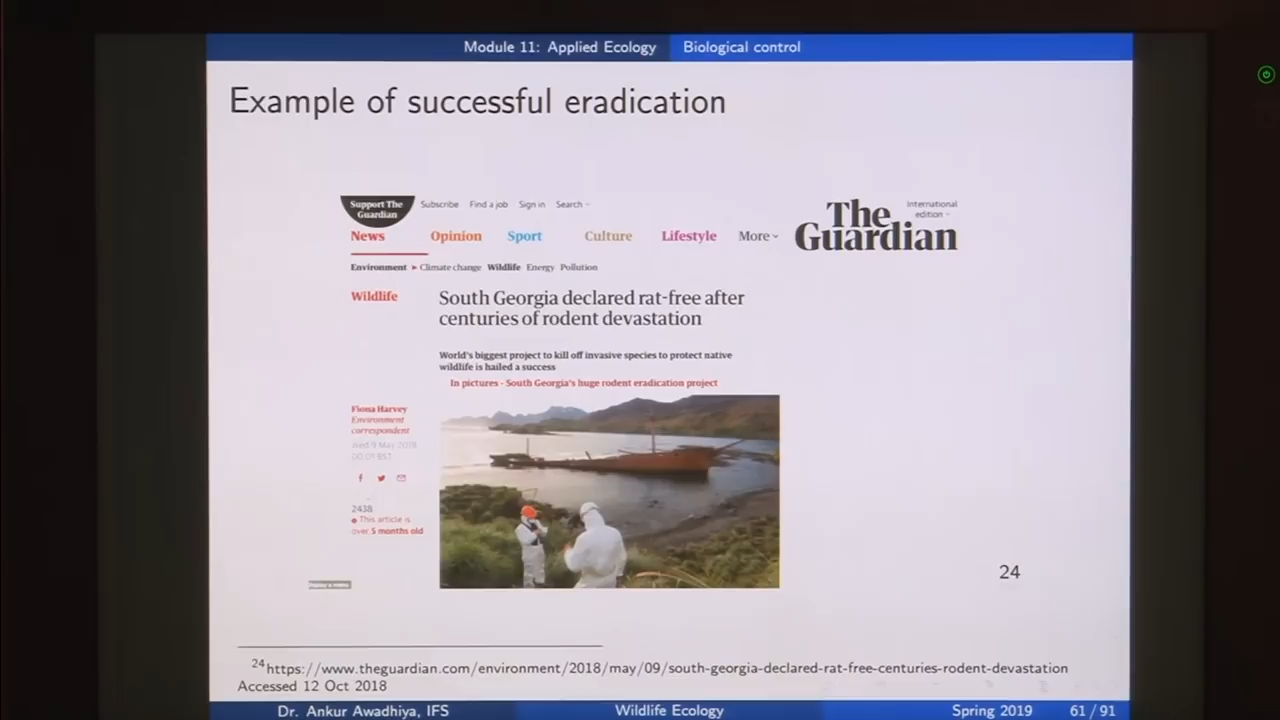 Module 11: Applied Ecology Biological control
Example of successful eradication
Support The
Guardian
Subscribe Find a job Sign in Search
International
edition
The
Guardian
News Opinion Sport Culture Lifestyle More
Environment Climate change Wildlife Energy Pollution
Wildlife
South Georgia declared rat-free after
centuries of rodent devastation
World's biggest project to kill off invasive species to protect native
wildlife is hailed a success
In pictures - South Georgia's huge rodent eradication project
Fiona Harvey
Environment
correspondent
Wed 9 May 2018
00.01 BST
2438
This article is
over 5 months old
24
24 https://www.theguardian.com/environment/2018/may/09/south-georgia-declared-rat-free-centuries-rodent-devastation
Accessed 12 Oct 2018
Dr. Ankur Awadhiya, IFS Wildlife Ecology Spring 2019 61 / 91